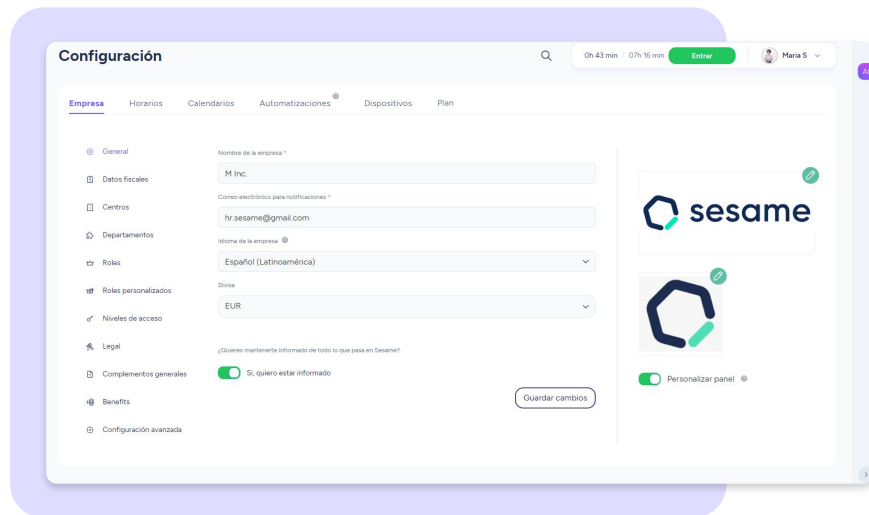 Configuración
0h 43 min / 07h 16 min Entrar Maria S
Empresa Horarios Calendarios Automatizaciones Dispositivos Plan
General
Datos fiscales
Centros
Departamentos
Roles
Roles personalizados
Niveles de acceso
Legal
Complementos generales
Benefits
Configuración avanzada
Nombre de la empresa *
M Inc.
Correo electrónico para notificaciones *
hr.sesame@gmail.com
Idioma de la empresa
Español (Latinoamérica)
Divisa
EUR
¿Quieres mantenerte informado de todo lo que pasa en Sesame?
Si, quiero estar informado
Guardar cambios
sesame
Personalizar panel